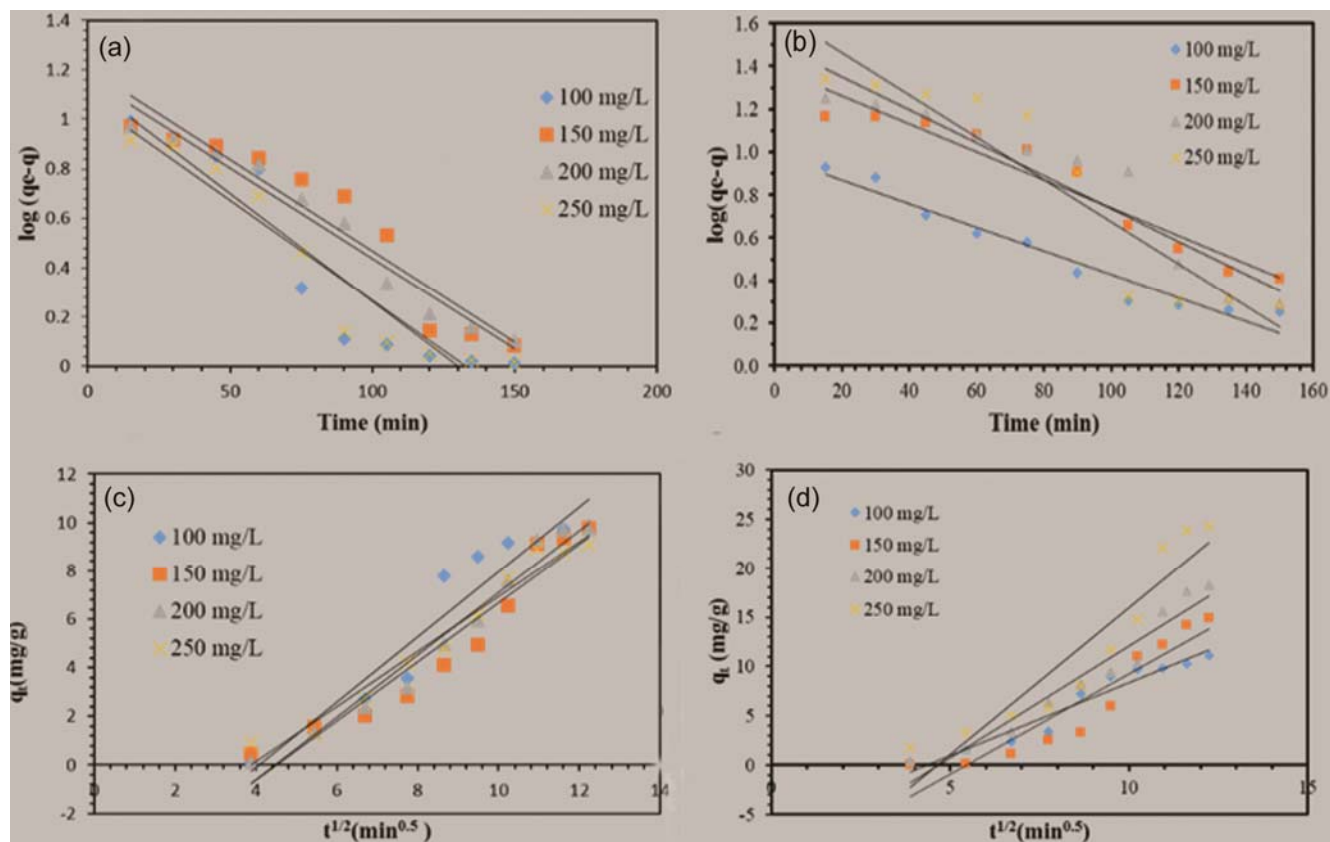 (a)
1.4
1.2
1
0.8
0.6
0.4
0.2
0
log (qe-q)
100 mg/L
150 mg/L
200 mg/L
250 mg/L
0 50 100 150 200
Time (min)
(b)
1.6
1.4
1.2
1.0
0.8
0.6
0.4
0.2
0.0
log(qe-q)
100 mg/L
150 mg/L
200 mg/L
250 mg/L
0 20 40 60 80 100 120 140 160
Time (min)
(c)
12
10
8
6
4
2
0
-2
qt(mg/g)
100 mg/L
150 mg/L
200 mg/L
250 mg/L
0 2 4 6 8 10 12 14
t1/2(min0.5 )
(d)
30
25
20
15
10
5
0
-5
(mg/g)
100 mg/L
150 mg/L
200 mg/L
250 mg/L
0 5 10 15
t1/2(min0.5)